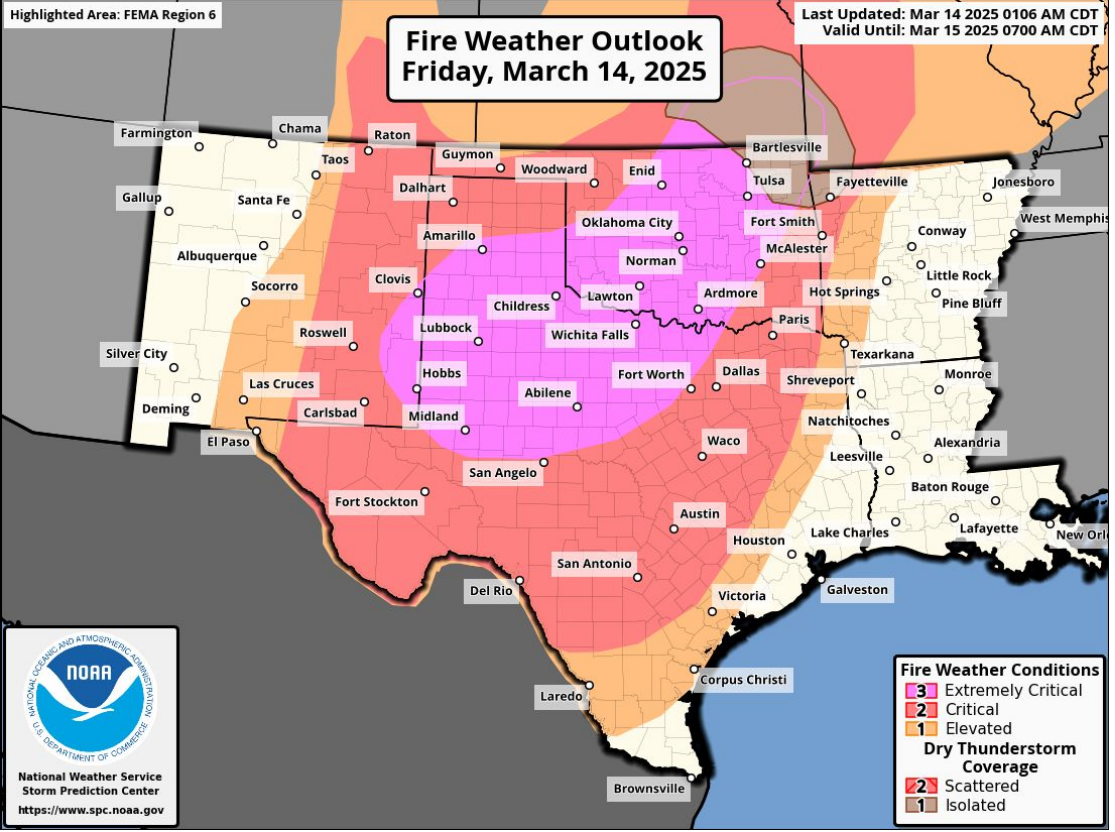 Highlighted Area: FEMA Region 6
Fire Weather Outlook
Friday, March 14, 2025
Last Updated: Mar 14 2025 0106 AM CDT
Valid Until: Mar 15 2025 0700 AM CDT
Farmington
Chama
Raton
Taos
Guymon
Woodward
Enid
Bartlesville
Tulsa
Fayetteville
Jonesboro
Gallup
Santa Fe
Dalhart
West Memphis
Albuquerque
Amarillo
Oklahoma City
Fort Smith
Conway
Norman
McAlester
Little Rock
Socorro
Clovis
Childress
Lawton
Ardmore
Hot Springs
Pine Bluff
Roswell
Lubbock
Wichita Falls
Paris
Texarkana
Silver City
Las Cruces
Hobbs
Fort Worth
Dallas
Shreveport
Monroe
Deming
Carlsbad
Midland
Abilene
Natchitoches
El Paso
Waco
Alexandria
San Angelo
Leesville
Fort Stockton
Baton Rouge
Austin
Houston
Lake Charles
Lafayette
New Orl
San Antonio
Del Rio
Victoria
Galveston
Laredo
Corpus Christi
Brownsville
NATIONAL OCEANIC AND ATMOSPHERIC ADMINISTRATION
NOAA
U.S. DEPARTMENT OF COMMERCE
National Weather Service
Storm Prediction Center
https://www.spc.noaa.gov
Fire Weather Conditions
3 Extremely Critical
2 Critical
1 Elevated
Dry Thunderstorm
Coverage
2 Scattered
1 Isolated